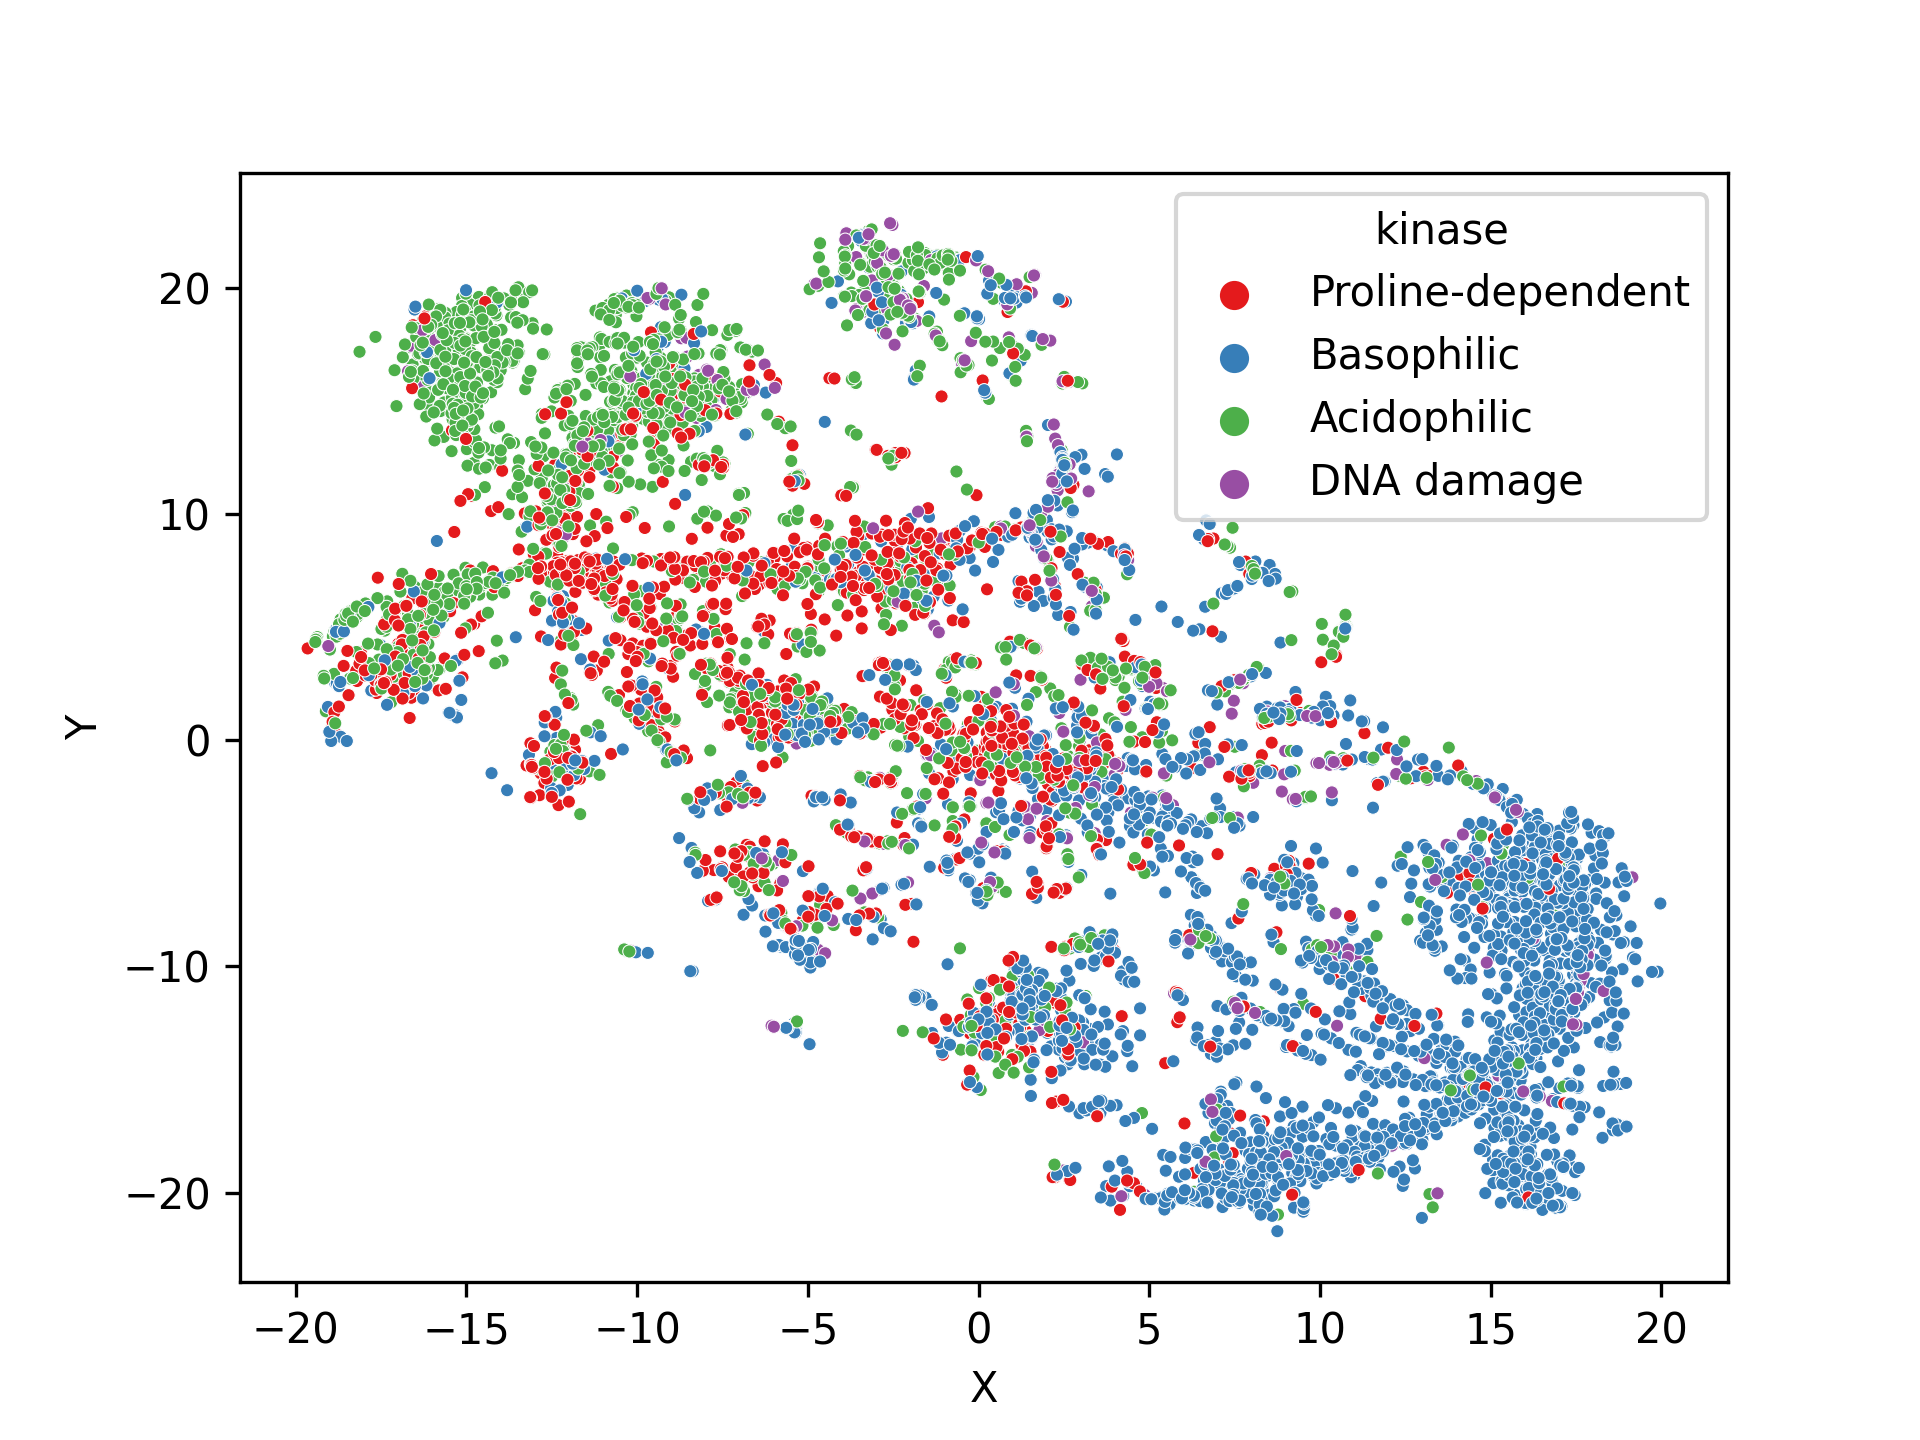 kinase
Proline-dependent
Basophilic
Acidophilic
DNA damage
20
10
0
−10
−20
Y
−20 −15 −10 −5 0 5 10 15 20
X